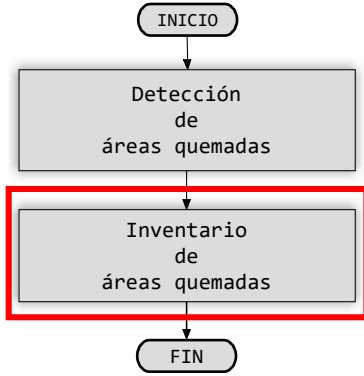 INICIO
Detección
de
áreas quemadas
Inventario
de
áreas quemadas
FIN